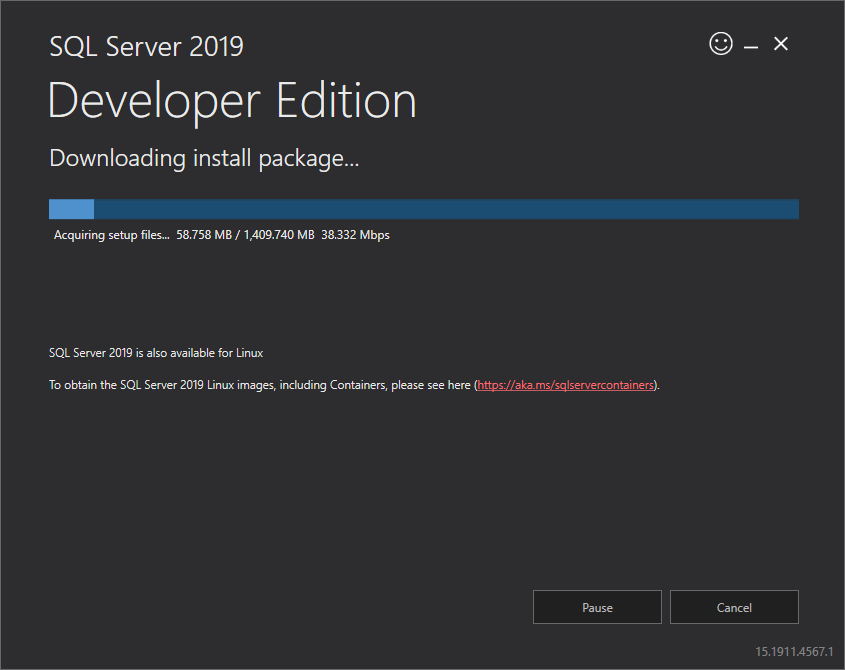 SQL Server 2019
Developer Edition
Downloading install package...
Acquiring setup files... 58.758 MB / 1,409.740 MB 38.332 Mbps
SQL Server 2019 is also available for Linux
To obtain the SQL Server 2019 Linux images, including Containers, please see here (https://aka.ms/sqlservercontainers).
Pause Cancel
15.1911.4567.1